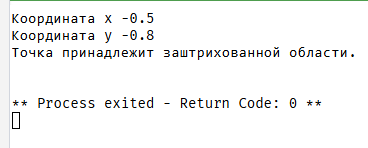 Координата x -0.5
Координата y -0.8
Точка принадлежит заштрихованной области.
** Process exited - Return Code: 0 **